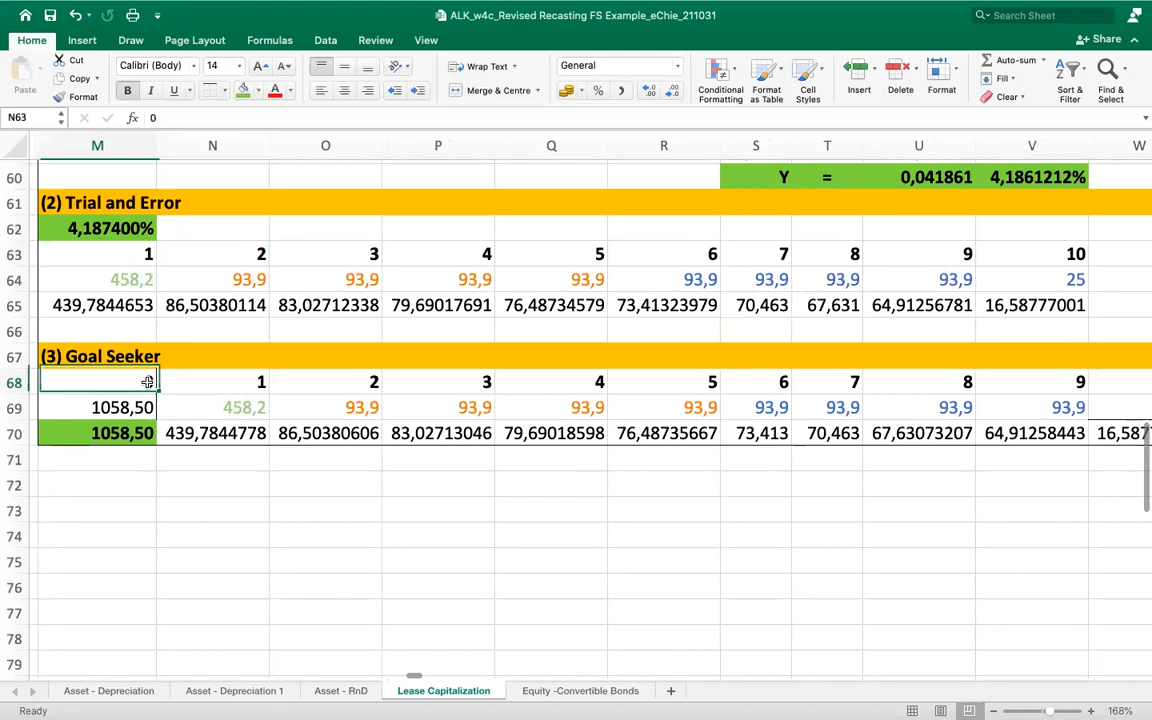 ALK_w4c_Revised Recasting FS Example_eChie_211031
Search Sheet
Home Insert Draw Page Layout Formulas Data Review View
Share
Paste
Cut
Copy
Format
Calibri (Body) 14
B I U
Wrap Text
Merge & Centre
General
Conditional Formatting
Format as Table
Cell Styles
Insert
Delete
Format
Auto-sum
Fill
Clear
Sort & Filter
Find & Select
N63 fx 0
M N O P Q R S T U V W
60 Y = 0,041861 4,1861212%
61 (2) Trial and Error
62 4,187400%
63 1 2 3 4 5 6 7 8 9 10
64 458,2 93,9 93,9 93,9 93,9 93,9 93,9 93,9 93,9 25
65 439,7844653 86,50380114 83,02712338 79,69017691 76,48734579 73,41323979 70,463 67,631 64,91256781 16,58777001
66
67 (3) Goal Seeker
68 1 2 3 4 5 6 7 8 9
69 1058,50 458,2 93,9 93,9 93,9 93,9 93,9 93,9 93,9 93,9
70 1058,50 439,7844778 86,50380606 83,02713046 79,69018598 76,48735667 73,413 70,463 67,63073207 64,91258443 16,587
71
72
73
74
75
76
77
78
79
Asset - Depreciation Asset - Depreciation 1 Asset - RnD Lease Capitalization Equity -Convertible Bonds +
Ready 168%